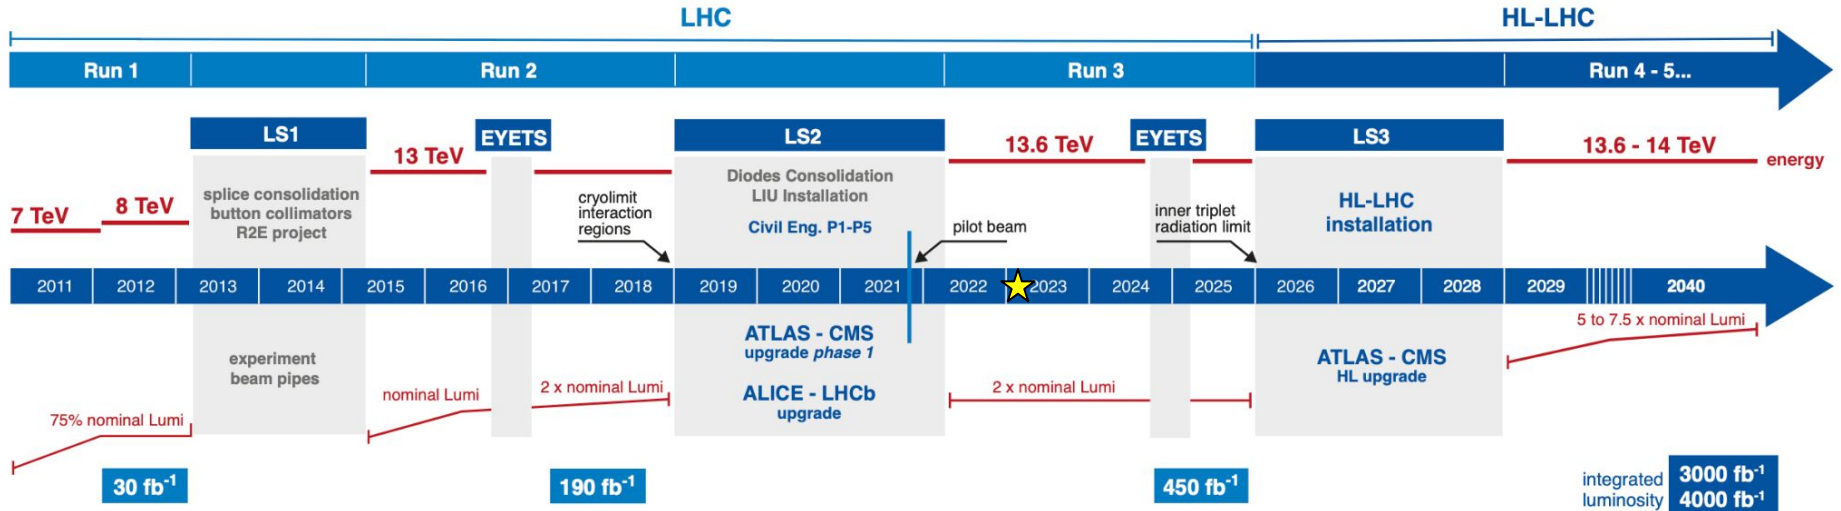 LHC
HL-LHC
Run 1
Run 2
Run 3
Run 4 - 5...
LS1
EYETS
LS2
EYETS
LS3
13 TeV
13.6 TeV
13.6 - 14 TeV
energy
7 TeV
8 TeV
splice consolidation
button collimators
R2E project
cryolimit
interaction
regions
Diodes Consolidation
LIU Installation
Civil Eng. P1-P5
pilot beam
inner triplet
radiation limit
HL-LHC
installation
2011
2012
2013
2014
2015
2016
2017
2018
2019
2020
2021
2022
2023
2024
2025
2026
2027
2028
2029
2040
5 to 7.5 x nominal Lumi
experiment
beam pipes
ATLAS - CMS
upgrade phase 1
ALICE - LHCb
upgrade
ATLAS - CMS
HL upgrade
75% nominal Lumi
nominal Lumi
2 x nominal Lumi
2 x nominal Lumi
30 fb⁻¹
190 fb⁻¹
450 fb⁻¹
integrated
luminosity
3000 fb⁻¹
4000 fb⁻¹